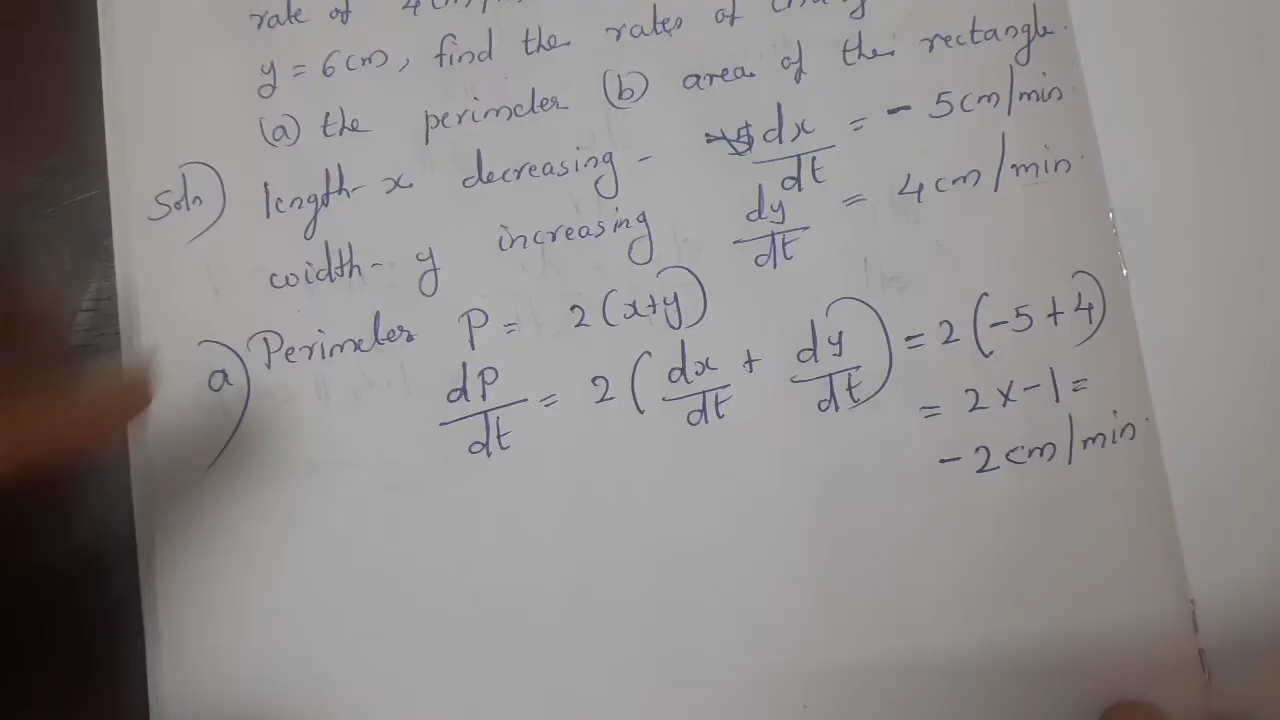 rate of 4cm/
y = 6cm, find the rates of
(a) the perimeter (b) area of the rectangle.
Soln) length - x decreasing - dx/dt = - 5cm/min
width - y increasing dy/dt = 4cm/min
a) Perimeter P = 2(x+y)
dP/dt = 2(dx/dt + dy/dt) = 2(-5+4)
= 2x-1 =
-2cm/min.